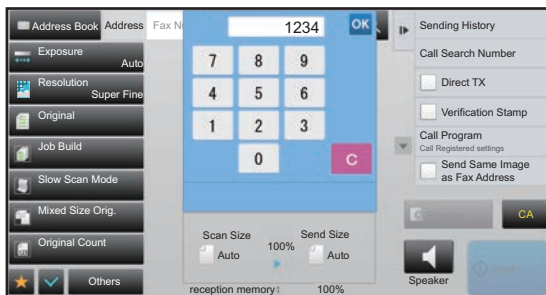 Address Book
Address
Fax N
1234
OK
Sending History
Exposure
Auto
7 8 9
Call Search Number
Resolution
Super Fine
4 5 6
Direct TX
Original
1 2 3
Verification Stamp
Job Build
0 C
Call Program
Call Registered settings
Slow Scan Mode
Send Same Image
as Fax Address
Mixed Size Orig.
CA
Original Count
Scan Size
100%
Send Size
Auto
Auto
Others
Speaker
Start
reception memory: 100%